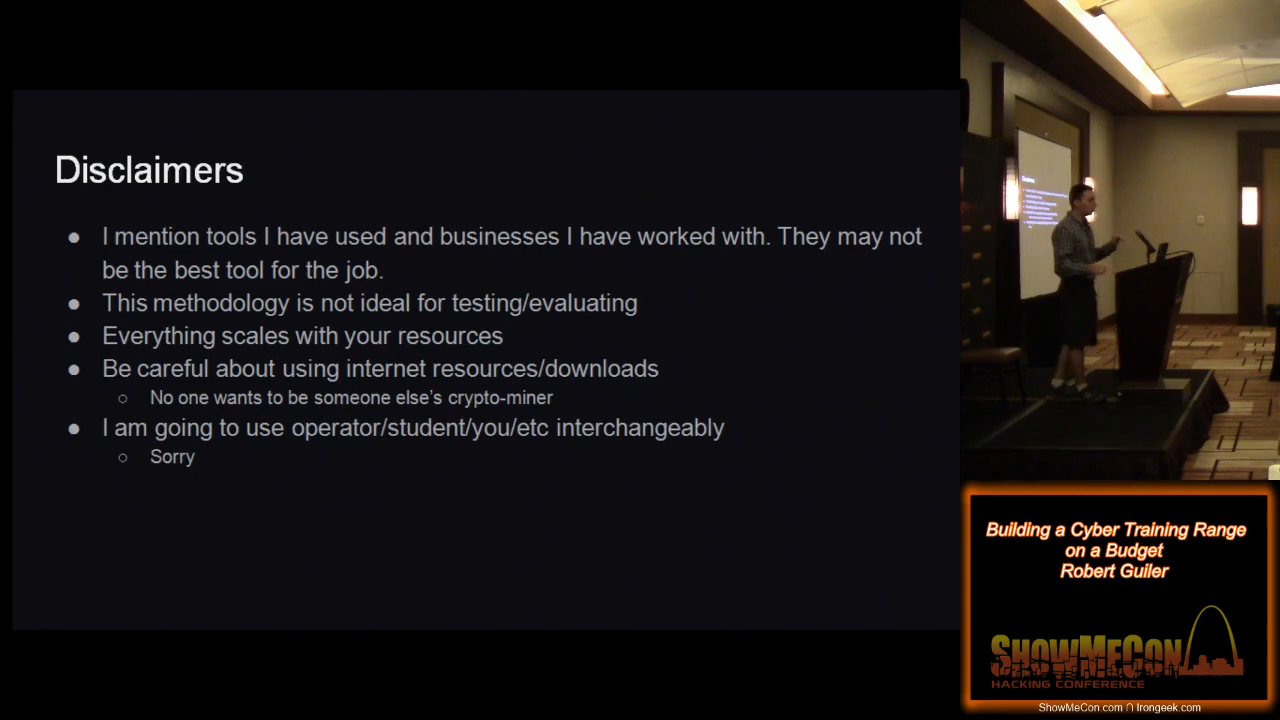 Disclaimers
● I mention tools I have used and businesses I have worked with. They may not
be the best tool for the job.
● This methodology is not ideal for testing/evaluating
● Everything scales with your resources
● Be careful about using internet resources/downloads
○ No one wants to be someone else's crypto-miner
● I am going to use operator/student/you/etc interchangeably
○ Sorry
Building a Cyber Training Range
on a Budget
Robert Guiler
ShowMeCon
HACKING CONFERENCE
ShowMeCon.com ∩ Irongeek.com